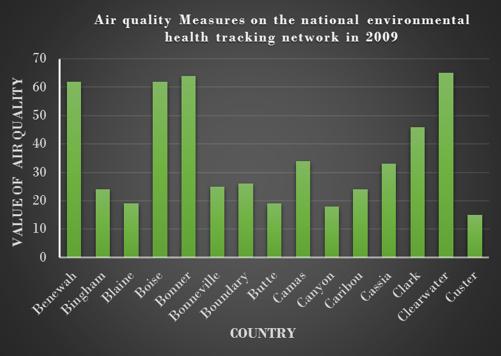 Air quality Measures on the national environmental
health tracking network in 2009
VALUE OF AIR QUALITY
70
60
50
40
30
20
10
0
Benewah
Bingham
Blaine
Boise
Bonner
Bonneville
Boundary
Butte
Camas
Canyon
Caribou
Cassia
Clark
Clearwater
Custer
COUNTRY